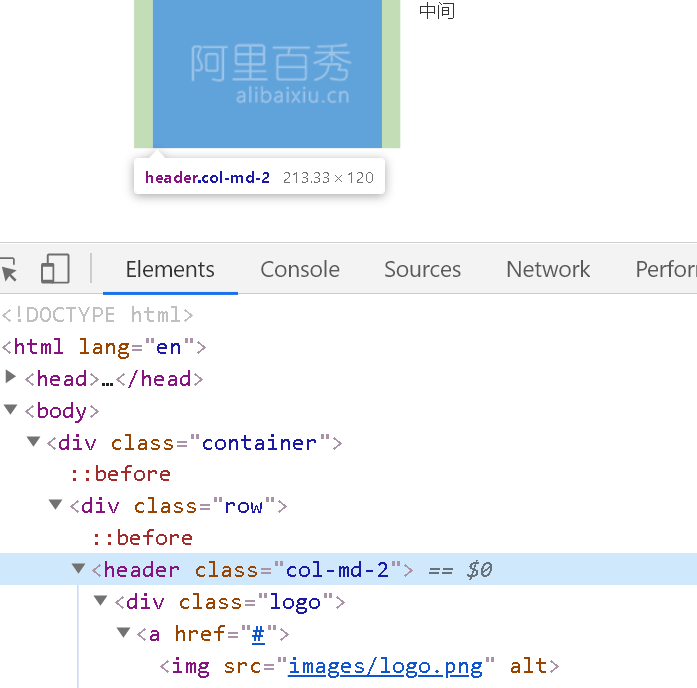 中间
阿里百秀
alibaixiu.cn
header.col-md-2 213.33 × 120
Elements Console Sources Network Perfor
<!DOCTYPE html>
<html lang="en">
<head>…</head>
<body>
<div class="container">
::before
<div class="row">
::before
<header class="col-md-2"> == $0
<div class="logo">
<a href="#">
<img src="images/logo.png" alt>